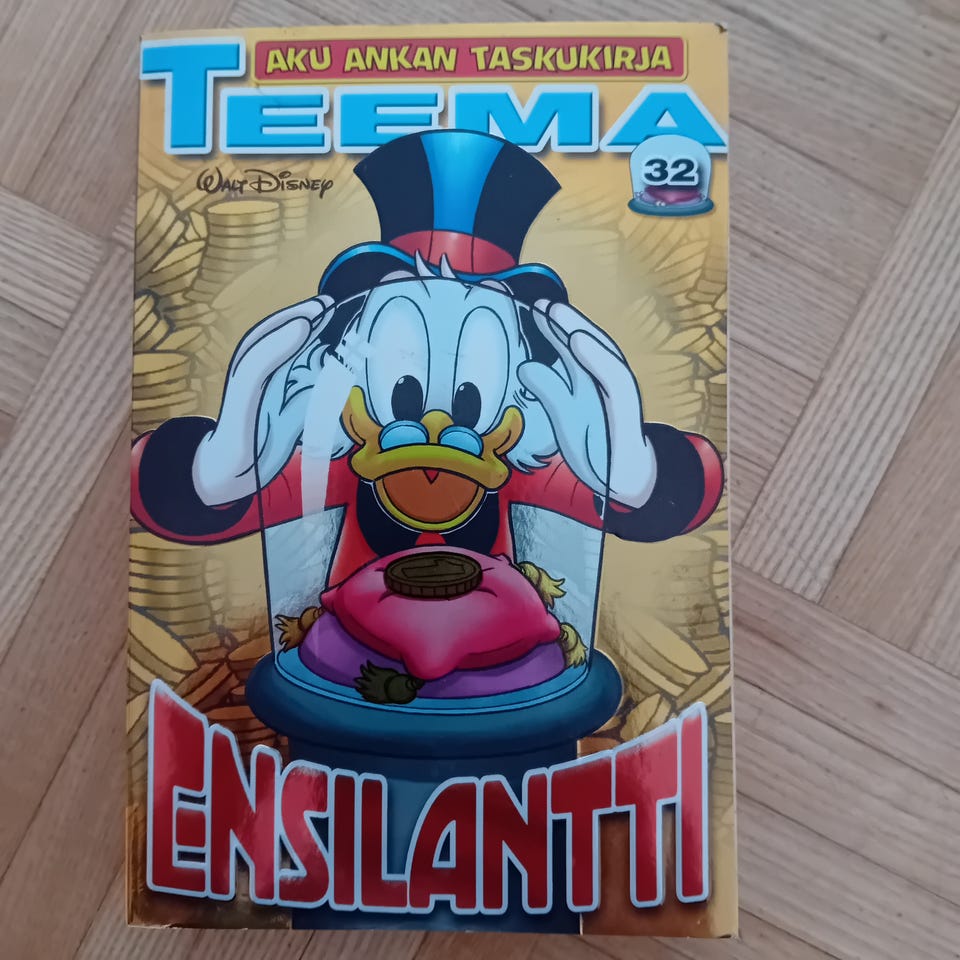 AKU ANKAN TASKUKIRJA
TEEMA
WALT DISNEY
32
ENSILANTTI